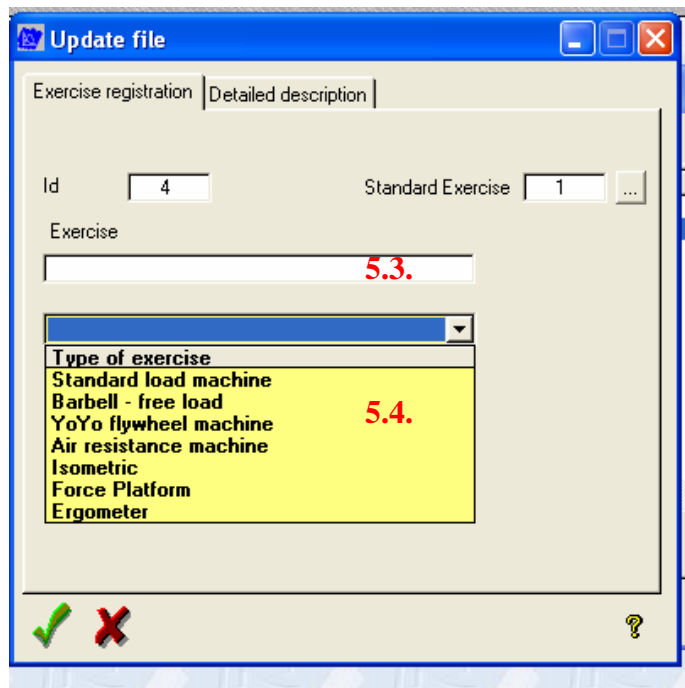 Update file
Exercise registration Detailed description
Id 4 Standard Exercise 1 ...
Exercise
5.3.
Type of exercise
Standard load machine
Barbell - free load
YoYo flywheel machine
5.4.
Air resistance machine
Isometric
Force Platform
Ergometer
?